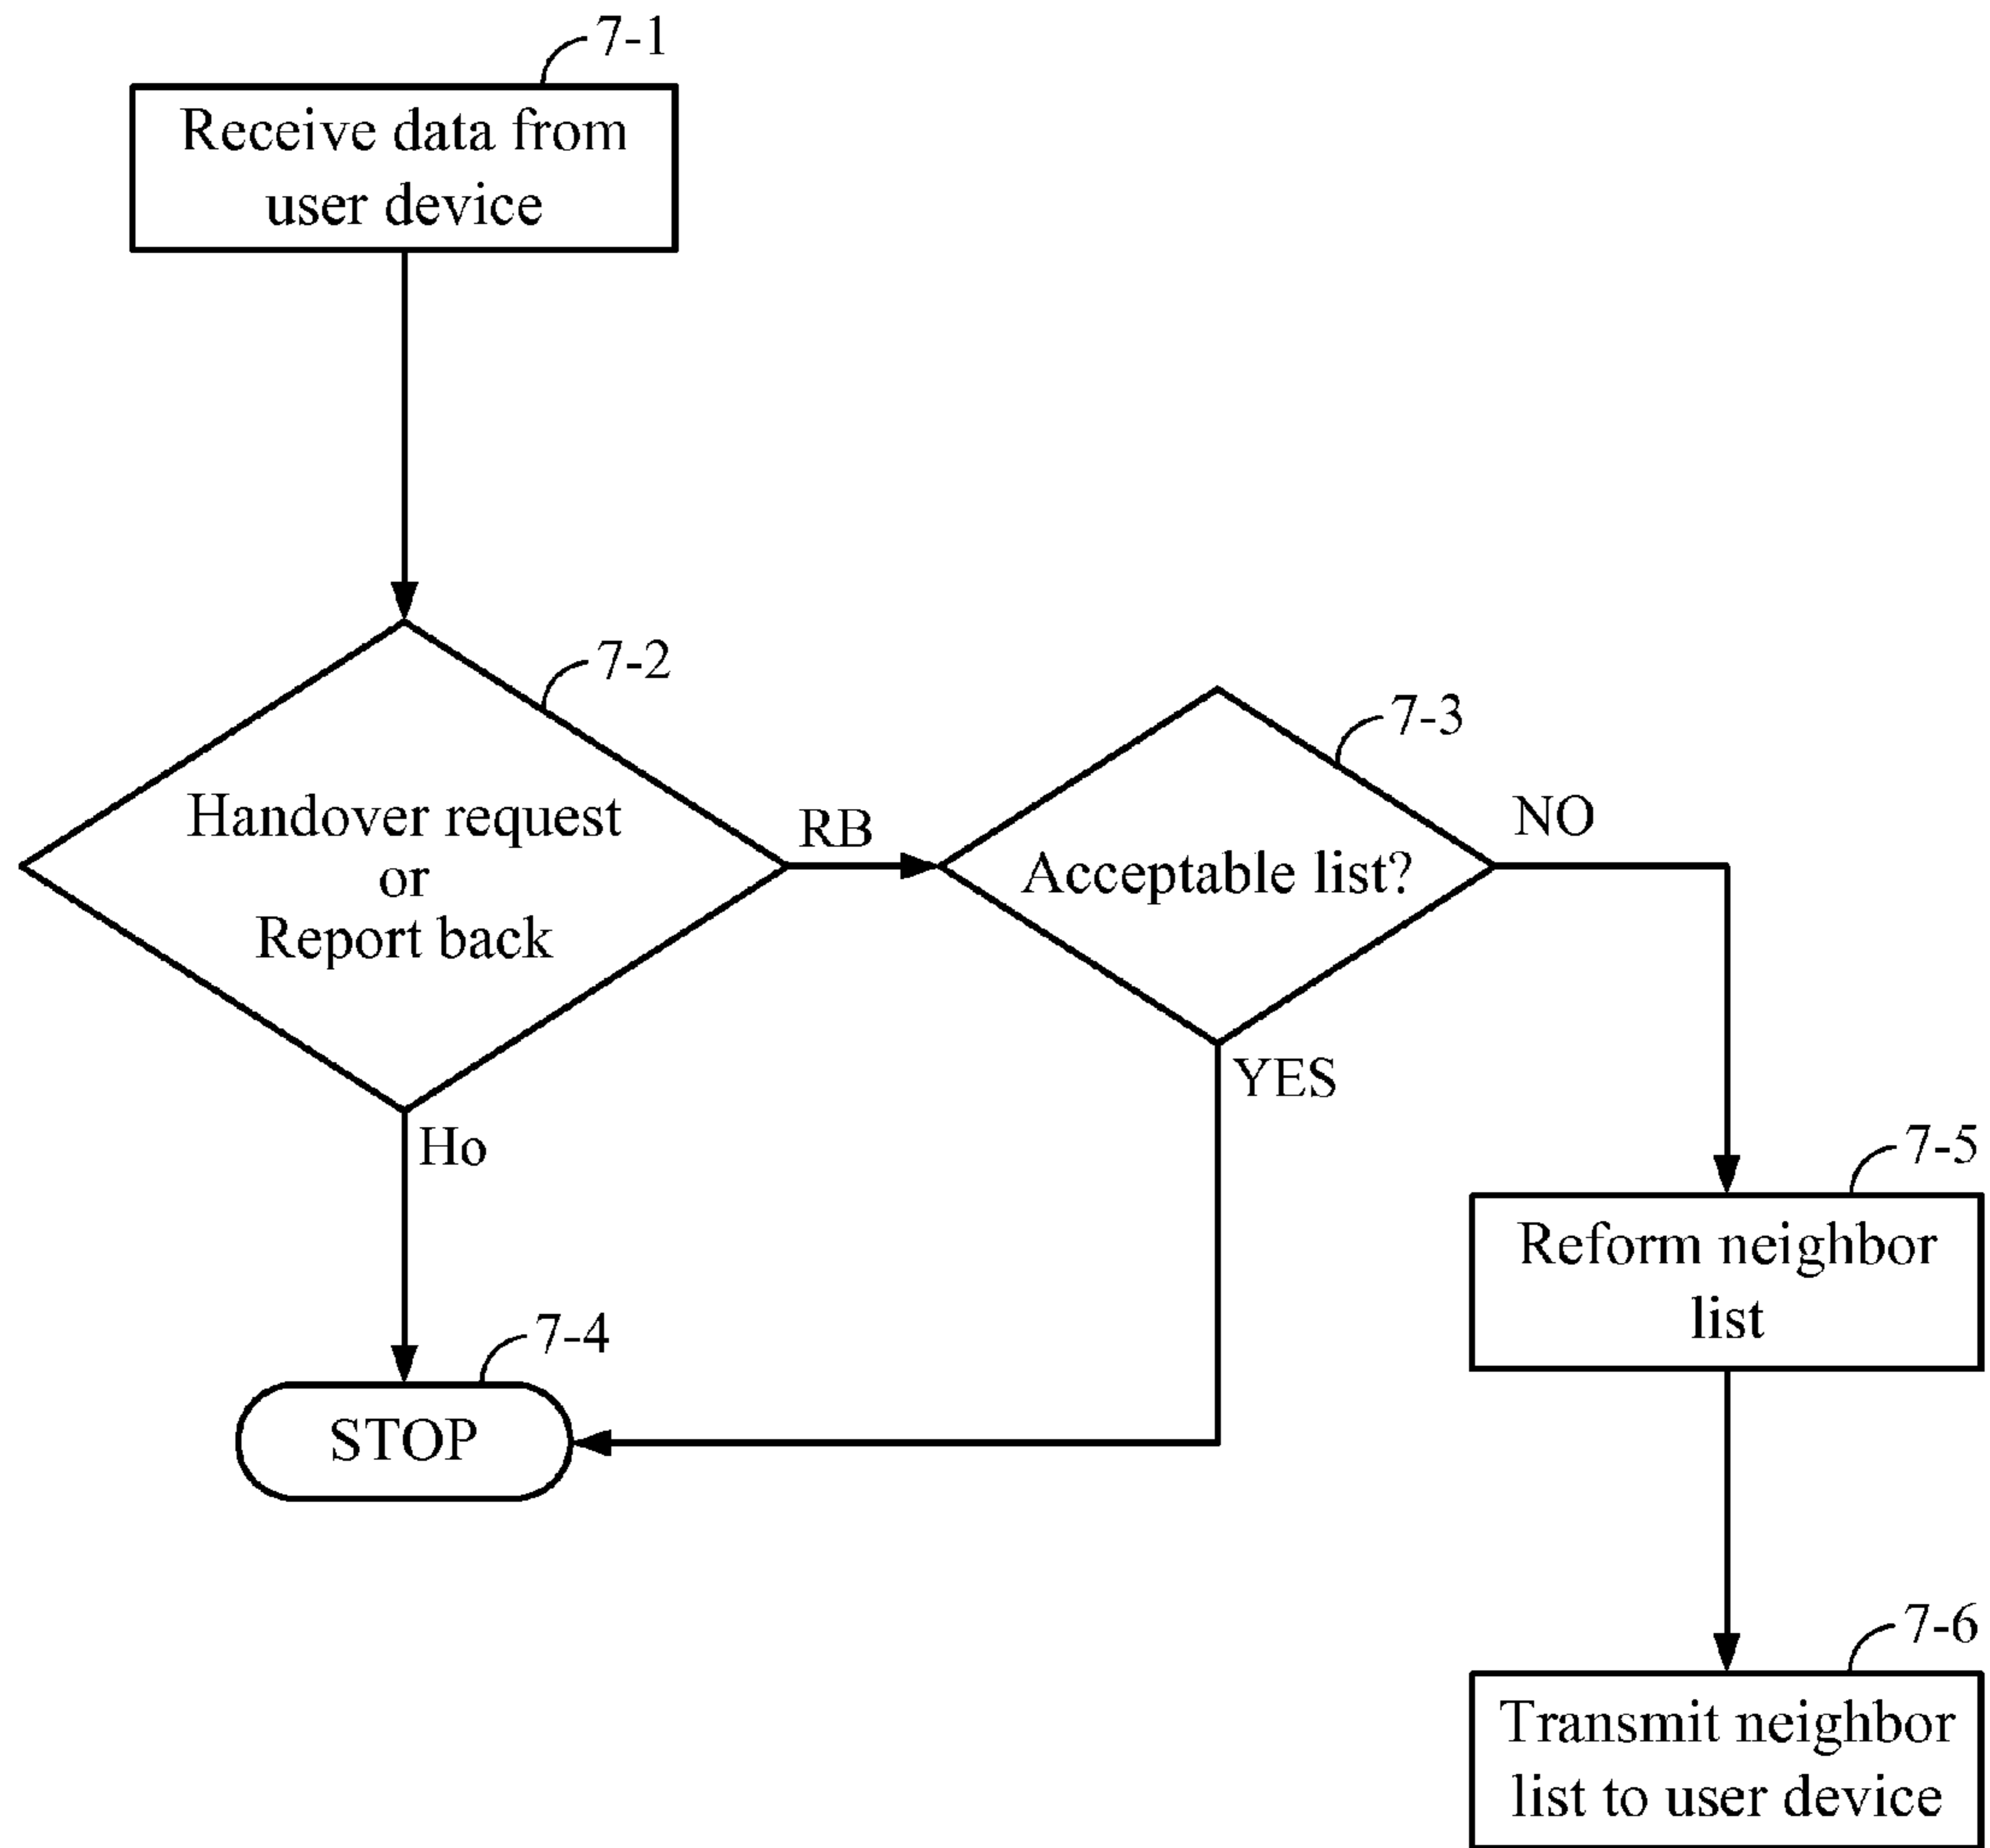 7-1
Receive data from
user device
7-2
Handover request
or
Report back
RB
7-3
Acceptable list?
NO
YES
Ho
7-4
STOP
7-5
Reform neighbor
list
7-6
Transmit neighbor
list to user device